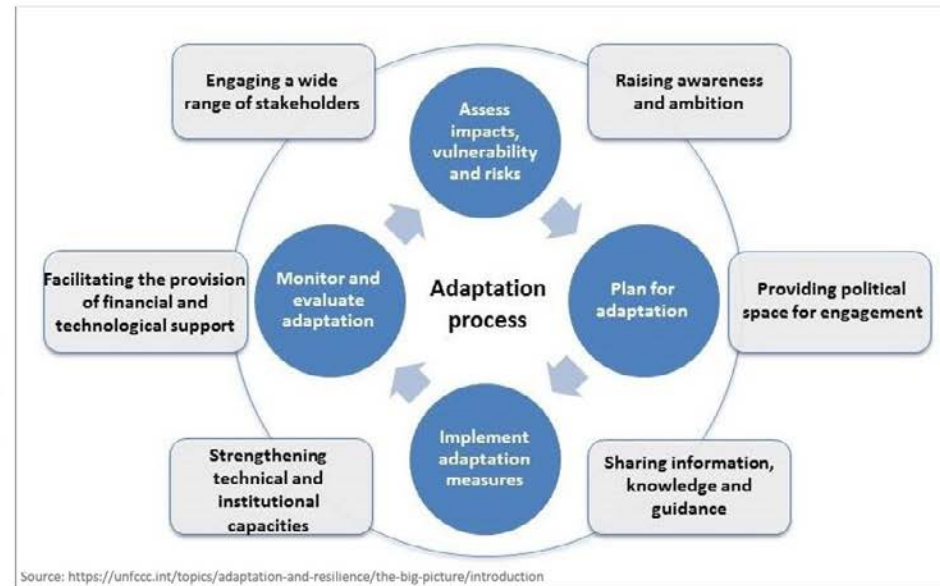 Engaging a wide
range of stakeholders
Raising awareness
and ambition
Assess
impacts,
vulnerability
and risks
Facilitating the provision
of financial and
technological support
Monitor and
evaluate
adaptation
Adaptation
process
Plan for
adaptation
Providing political
space for engagement
Strengthening
technical and
institutional
capacities
Implement
adaptation
measures
Sharing information,
knowledge and
guidance
Source: https://unfccc.int/topics/adaptation-and-resilience/the-big-picture/introduction